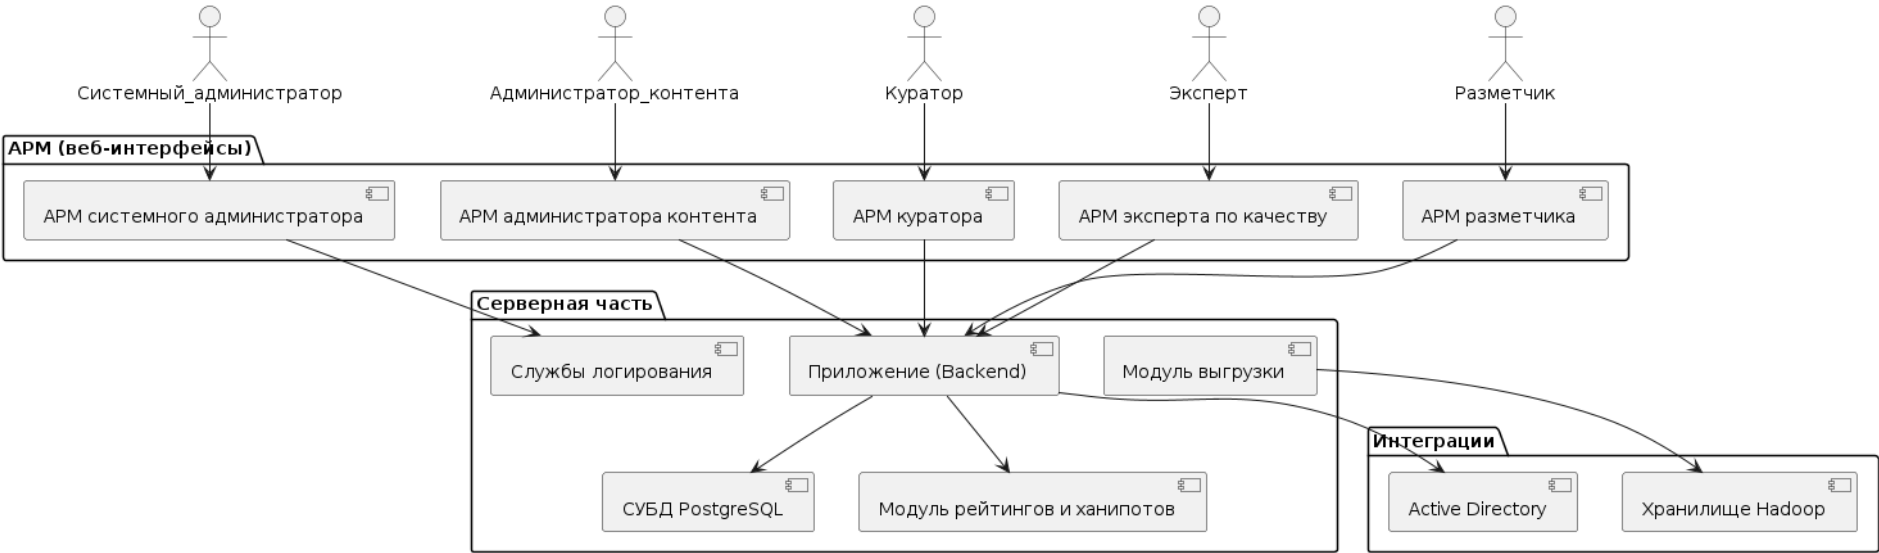 Системный_администратор
Администратор_контента
Куратор
Эксперт
Разметчик
АРМ (веб-интерфейсы)
АРМ системного администратора
АРМ администратора контента
АРМ куратора
АРМ эксперта по качеству
АРМ разметчика
Серверная часть
Службы логирования
Приложение (Backend)
Модуль выгрузки
Интеграции
СУБД PostgreSQL
Модуль рейтингов и ханипотов
Active Directory
Хранилище Hadoop